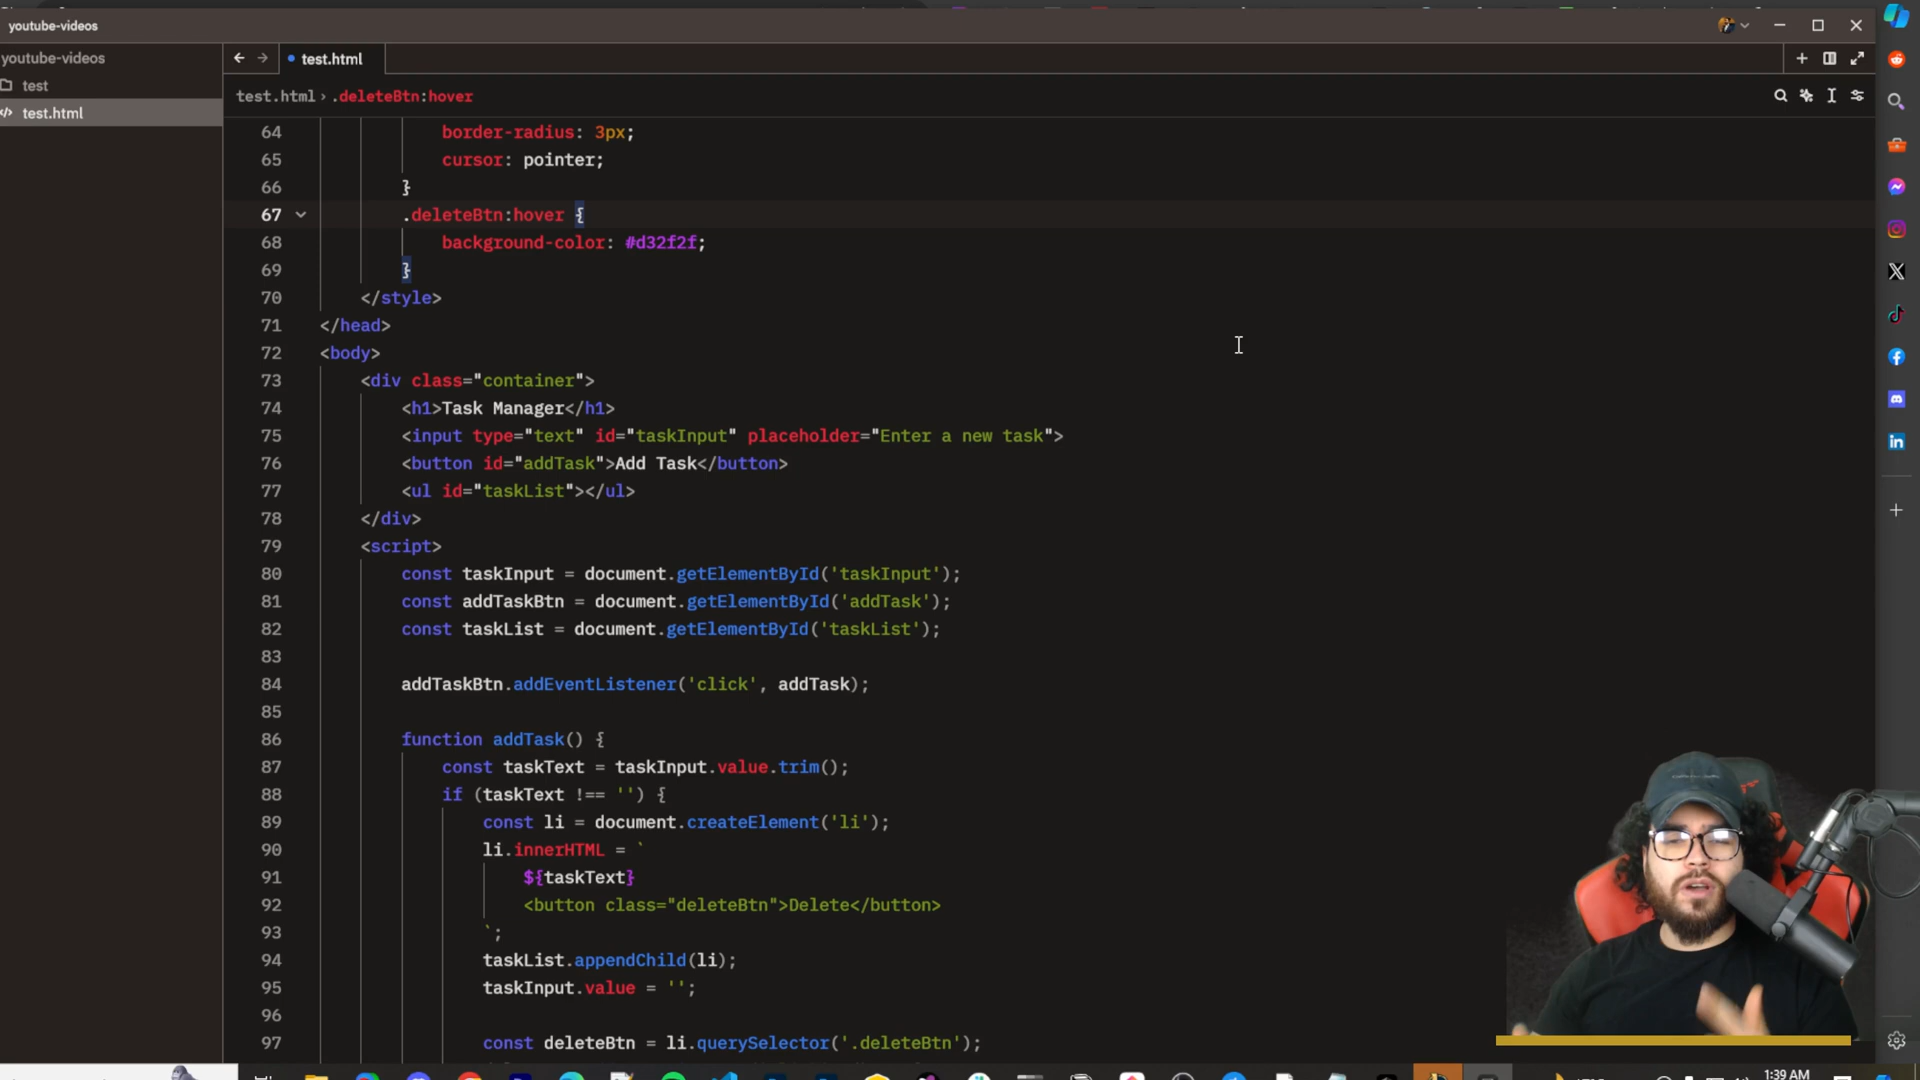 youtube-videos
youtube-videos
test
test.html
test.html
test.html › .deleteBtn:hover
64 border-radius: 3px;
65 cursor: pointer;
66 }
67 .deleteBtn:hover {
68 background-color: #d32f2f;
69 }
70 </style>
71 </head>
72 <body>
73 <div class="container">
74 <h1>Task Manager</h1>
75 <input type="text" id="taskInput" placeholder="Enter a new task">
76 <button id="addTask">Add Task</button>
77 <ul id="taskList"></ul>
78 </div>
79 <script>
80 const taskInput = document.getElementById('taskInput');
81 const addTaskBtn = document.getElementById('addTask');
82 const taskList = document.getElementById('taskList');
83
84 addTaskBtn.addEventListener('click', addTask);
85
86 function addTask() {
87 const taskText = taskInput.value.trim();
88 if (taskText !== '') {
89 const li = document.createElement('li');
90 li.innerHTML = `
91 ${taskText}
92 <button class="deleteBtn">Delete</button>
93 `;
94 taskList.appendChild(li);
95 taskInput.value = '';
96
97 const deleteBtn = li.querySelector('.deleteBtn');
1:39 AM